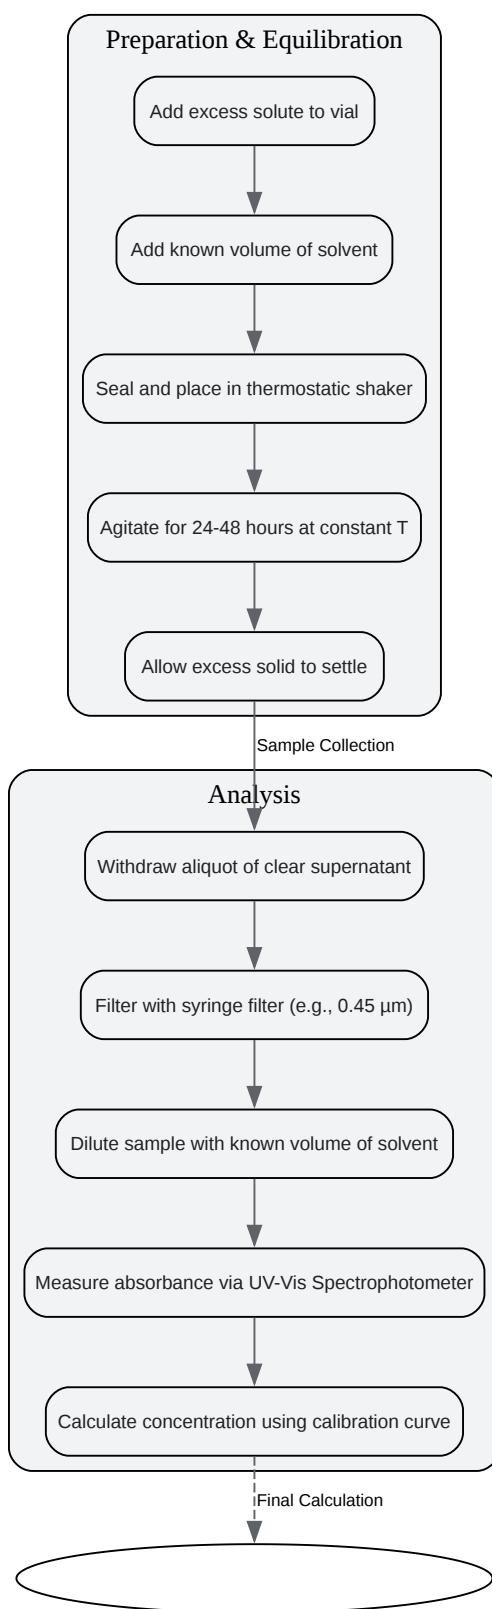 Preparation & Equilibration
Add excess solute to vial
Add known volume of solvent
Seal and place in thermostatic shaker
Agitate for 24-48 hours at constant T
Allow excess solid to settle
Sample Collection
Analysis
Withdraw aliquot of clear supernatant
Filter with syringe filter (e.g., 0.45 µm)
Dilute sample with known volume of solvent
Measure absorbance via UV-Vis Spectrophotometer
Calculate concentration using calibration curve
Final Calculation